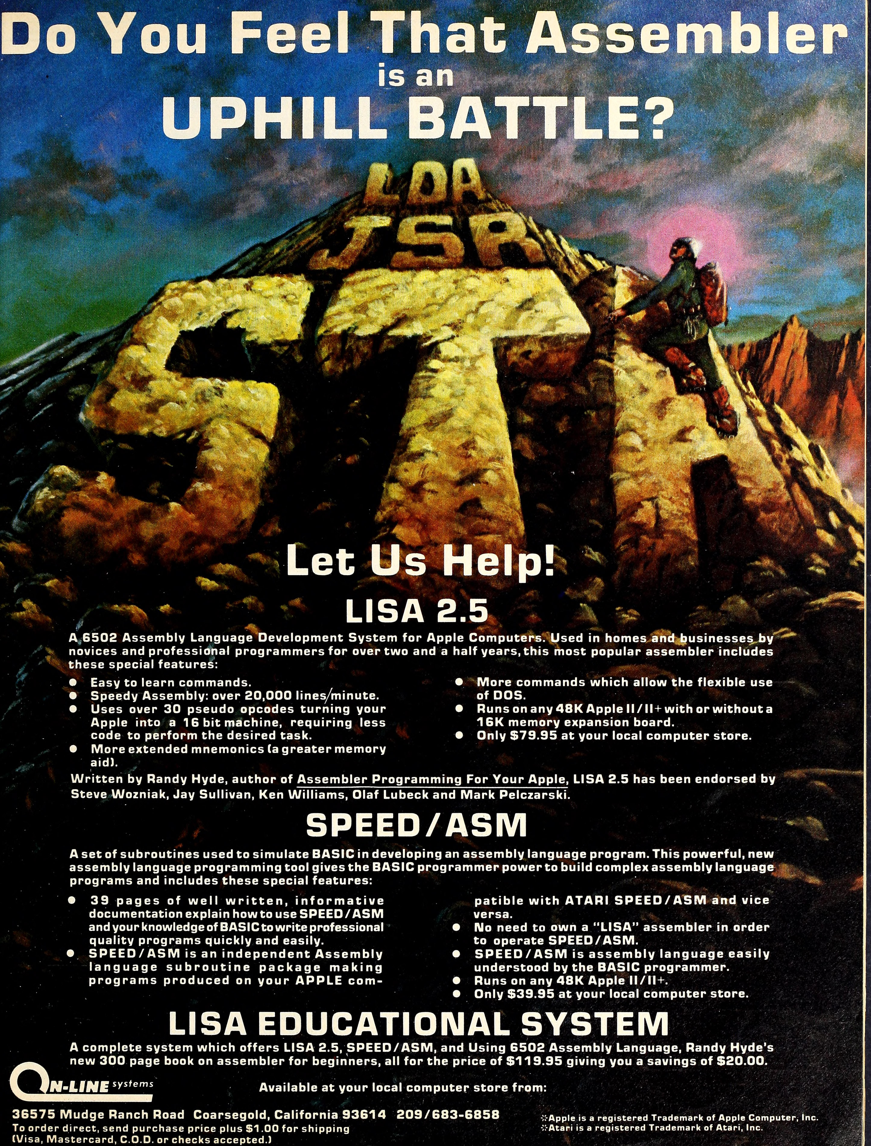 Do You Feel That Assembler
is an
UPHILL BATTLE?
LDA
JSR
STA
Let Us Help!
LISA 2.5
A 6502 Assembly Language Development System for Apple Computers. Used in homes and businesses by
novices and professional programmers for over two and a half years, this most popular assembler includes
these special features:
● Easy to learn commands.
● Speedy Assembly: over 20,000 lines/minute.
● Uses over 30 pseudo opcodes turning your
Apple into a 16 bit machine, requiring less
code to perform the desired task.
● More extended mnemonics (a greater memory
aid).
● More commands which allow the flexible use
of DOS.
● Runs on any 48K Apple II/II+ with or without a
16K memory expansion board.
● Only $79.95 at your local computer store.
Written by Randy Hyde, author of Assembler Programming For Your Apple, LISA 2.5 has been endorsed by
Steve Wozniak, Jay Sullivan, Ken Williams, Olaf Lubeck and Mark Pelczarski.
SPEED/ASM
A set of subroutines used to simulate BASIC in developing an assembly language program. This powerful, new
assembly language programming tool gives the BASIC programmer power to build complex assembly language
programs and includes these special features:
● 39 pages of well written, informative
documentation explain how to use SPEED/ASM
and your knowledge of BASIC to write professional
quality programs quickly and easily.
● SPEED/ASM is an independent Assembly
language subroutine package making
programs produced on your APPLE com-
patible with ATARI SPEED/ASM and vice
versa.
● No need to own a "LISA" assembler in order
to operate SPEED/ASM.
● SPEED/ASM is assembly language easily
understood by the BASIC programmer.
● Runs on any 48K Apple II/II+.
● Only $39.95 at your local computer store.
LISA EDUCATIONAL SYSTEM
A complete system which offers LISA 2.5, SPEED/ASM, and Using 6502 Assembly Language, Randy Hyde's
new 300 page book on assembler for beginners, all for the price of $119.95 giving you a savings of $20.00.
ON-LINE systems
Available at your local computer store from:
36575 Mudge Ranch Road Coarsegold, California 93614 209/683-6858
To order direct, send purchase price plus $1.00 for shipping
(Visa, Mastercard, C.O.D. or checks accepted.)
※Apple is a registered Trademark of Apple Computer, Inc.
※Atari is a registered Trademark of Atari, Inc.